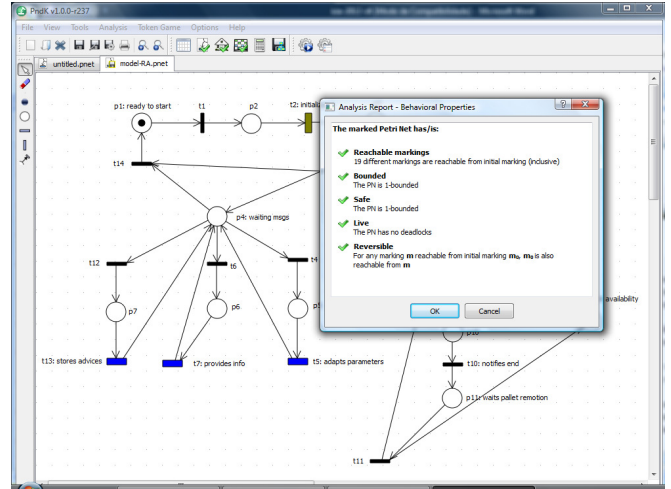 PndK v1.0.0-r237
File View Tools Analysis Token Game Options Help
untitled.pnet model-RA.pnet
p1: ready to start t1 p2 t2: initializ
t14
p4: waiting msgs
t12 t6 t4
p7 p6 p5
t13: stores advices t7: provides info t5: adapts parameters
Analysis Report - Behavioral Properties
The marked Petri Net has/is:
Reachable markings
19 different markings are reachable from initial marking (inclusive)
Bounded
The PN is 1-bounded
Safe
The PN is 1-bounded
Live
The PN has no deadlocks
Reversible
For any marking m reachable from initial marking m0, m0 is also
reachable from m
OK Cancel
availability
p10
t10: notifies end
p11: waits pallet remotion
t11